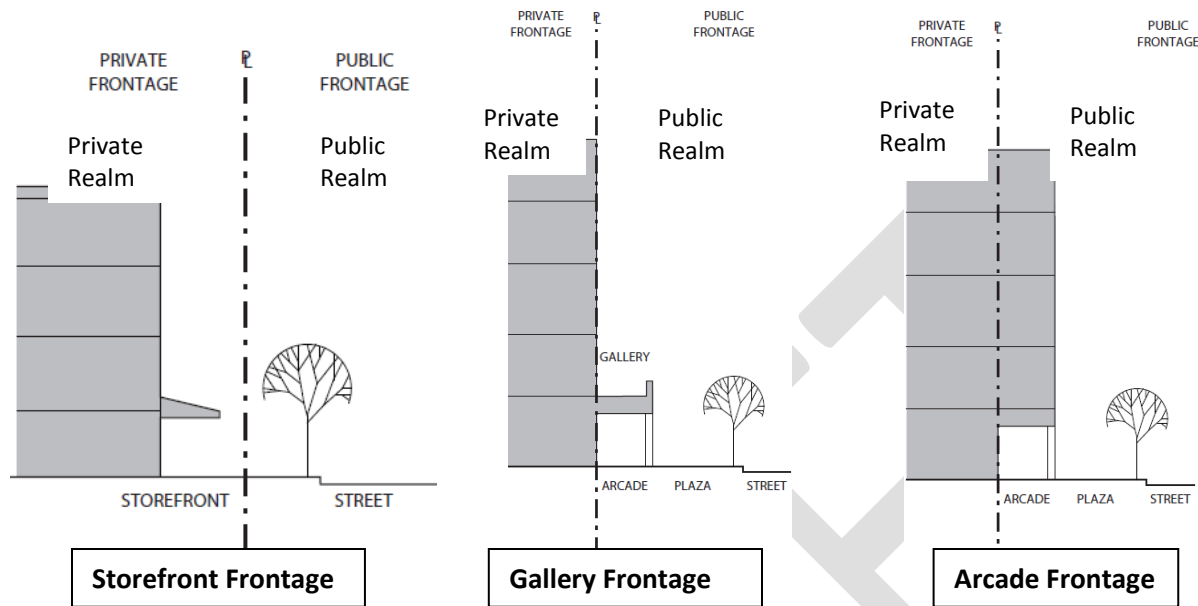 PRIVATE
FRONTAGE
PL
PUBLIC
FRONTAGE
Private
Realm
Public
Realm
STOREFRONT
STREET
Storefront Frontage
PRIVATE
FRONTAGE
PL
PUBLIC
FRONTAGE
Private
Realm
Public
Realm
GALLERY
ARCADE
PLAZA
STREET
Gallery Frontage
PRIVATE
FRONTAGE
PL
PUBLIC
FRONTAGE
Private
Realm
Public
Realm
ARCADE
PLAZA
STREET
Arcade Frontage